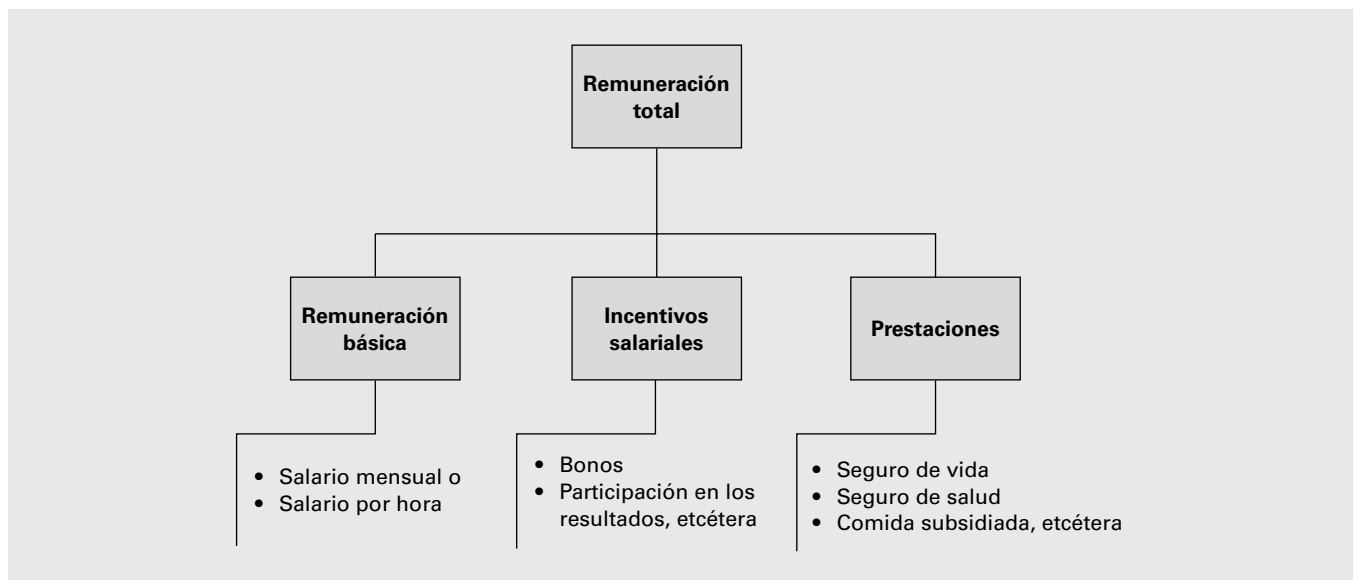 Remuneración
total
Remuneración
básica
Incentivos
salariales
Prestaciones
• Salario mensual o
• Salario por hora
• Bonos
• Participación en los
resultados, etcétera
• Seguro de vida
• Seguro de salud
• Comida subsidiada, etcétera